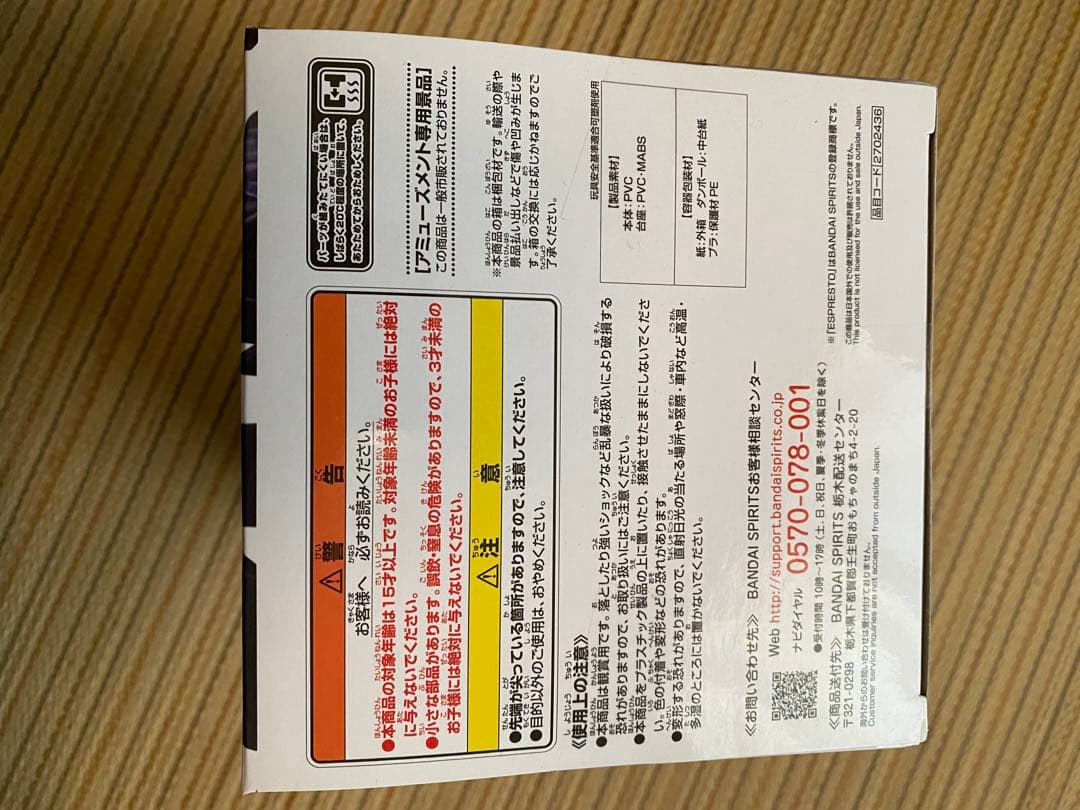 警告
お客様へ 必ずお読みください。
●本商品の対象年齢は15才以上です。対象年齢未満のお子様には絶対
に与えないでください。
●小さな部品があります。誤飲、窒息の危険がありますので、3才未満の
お子様には絶対に与えないでください。
注意
●先端が尖っている箇所がありますので、注意してください。
●目的以外のご使用は、おやめください。
《使用上の注意》
●本商品は観賞用です。落としたり強いショックなど乱暴な扱いにより破損する
恐れがありますので、お取り扱いにはご注意ください。
●本商品をプラスチック製品の上に置いたり、接触させたままにしないでくださ
い。色の付着や変形などの恐れがあります。
●変形する恐れがありますので、直射日光の当たる場所や窓際・車内など高温・
多湿のところには置かないでください。
《お問い合わせ先》 BANDAI SPIRITSお客様相談センター
Web http://support.bandaispirits.co.jp
ナビダイヤル 0570-078-001
●受付時間 10時～17時(土、日、祝日、夏季・冬季休業日を除く)
《商品送付先》 BANDAI SPIRITS 栃木配送センター
〒321-0298 栃木県下都賀郡壬生町おもちゃのまち4-2-20
海外からのお問い合わせは受け付けておりません。
Customer service inquiries are not accepted from outside Japan.
パーツが組みたてにくい場合は、
しばらく40℃程度の場所に置いて、
あたためてからおためしください。
[アミューズメント専用景品]
この商品は一般市販されておりません。
※本商品の箱は梱包材です。輸送の際や
景品払い出しなどで傷や凹みが生じま
す。箱の交換には応じかねますのでご
了承ください。
玩具安全基準適合可塑剤使用
【製品素材】
本体:PVC
台座:PVC・MABS
【容器包装材】
紙:外箱 ダンボール:中台紙
プラ:保護材 PE
※「ESPRESTO」はBANDAI SPIRITSの登録商標です。
この商品は日本国外での使用及び販売は許諾されておりません。
This product is not licensed for the use and sale outside Japan.
品目コード 2702436